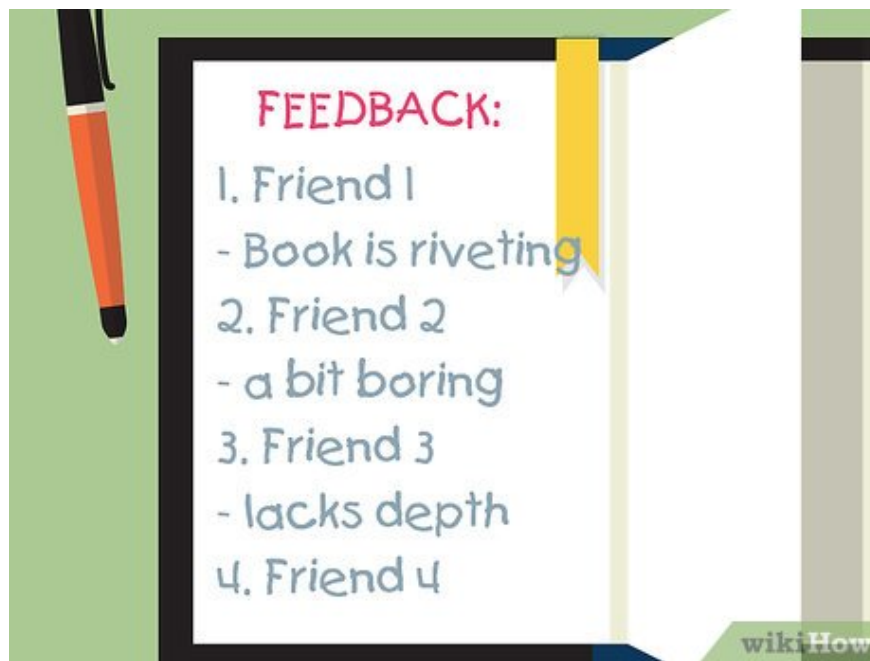 FEEDBACK:
1. Friend 1
- Book is riveting
2. Friend 2
- a bit boring
3. Friend 3
- lacks depth
4. Friend 4
wikiHow